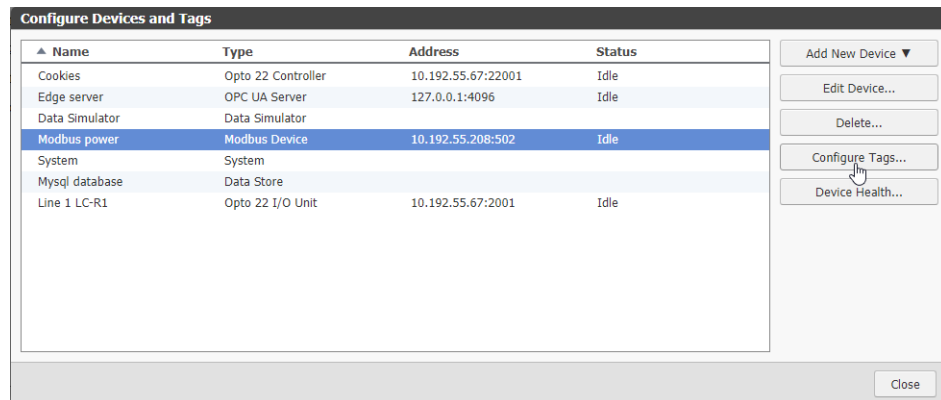 Configure Devices and Tags
▲ Name Type Address Status
Cookies Opto 22 Controller 10.192.55.67:22001 Idle
Edge server OPC UA Server 127.0.0.1:4096 Idle
Data Simulator Data Simulator
Modbus power Modbus Device 10.192.55.208:502 Idle
System System
Mysql database Data Store
Line 1 LC-R1 Opto 22 I/O Unit 10.192.55.67:2001 Idle
Add New Device ▼
Edit Device...
Delete...
Configure Tags...
Device Health...
Close